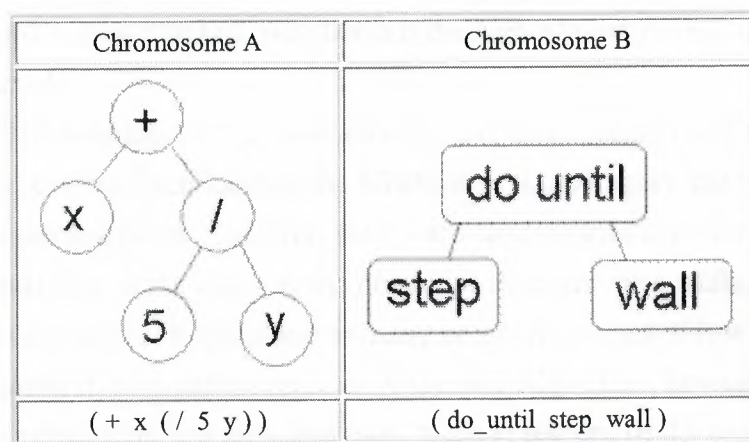 Chromosome A
Chromosome B
+
x
/
5
y
do until
step
wall
( + x ( / 5 y ) )
( do_until step wall )